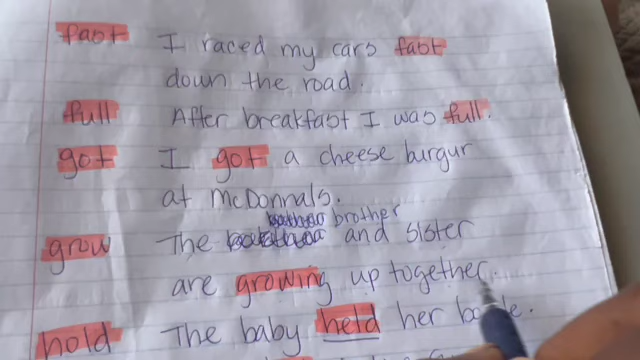 fast I raced my cars fast
down the road.
full After breakfast I was full.
got I got a cheese burgur
at McDonnals.
brother
grow The and sister
are growing up together.
hold The baby held her